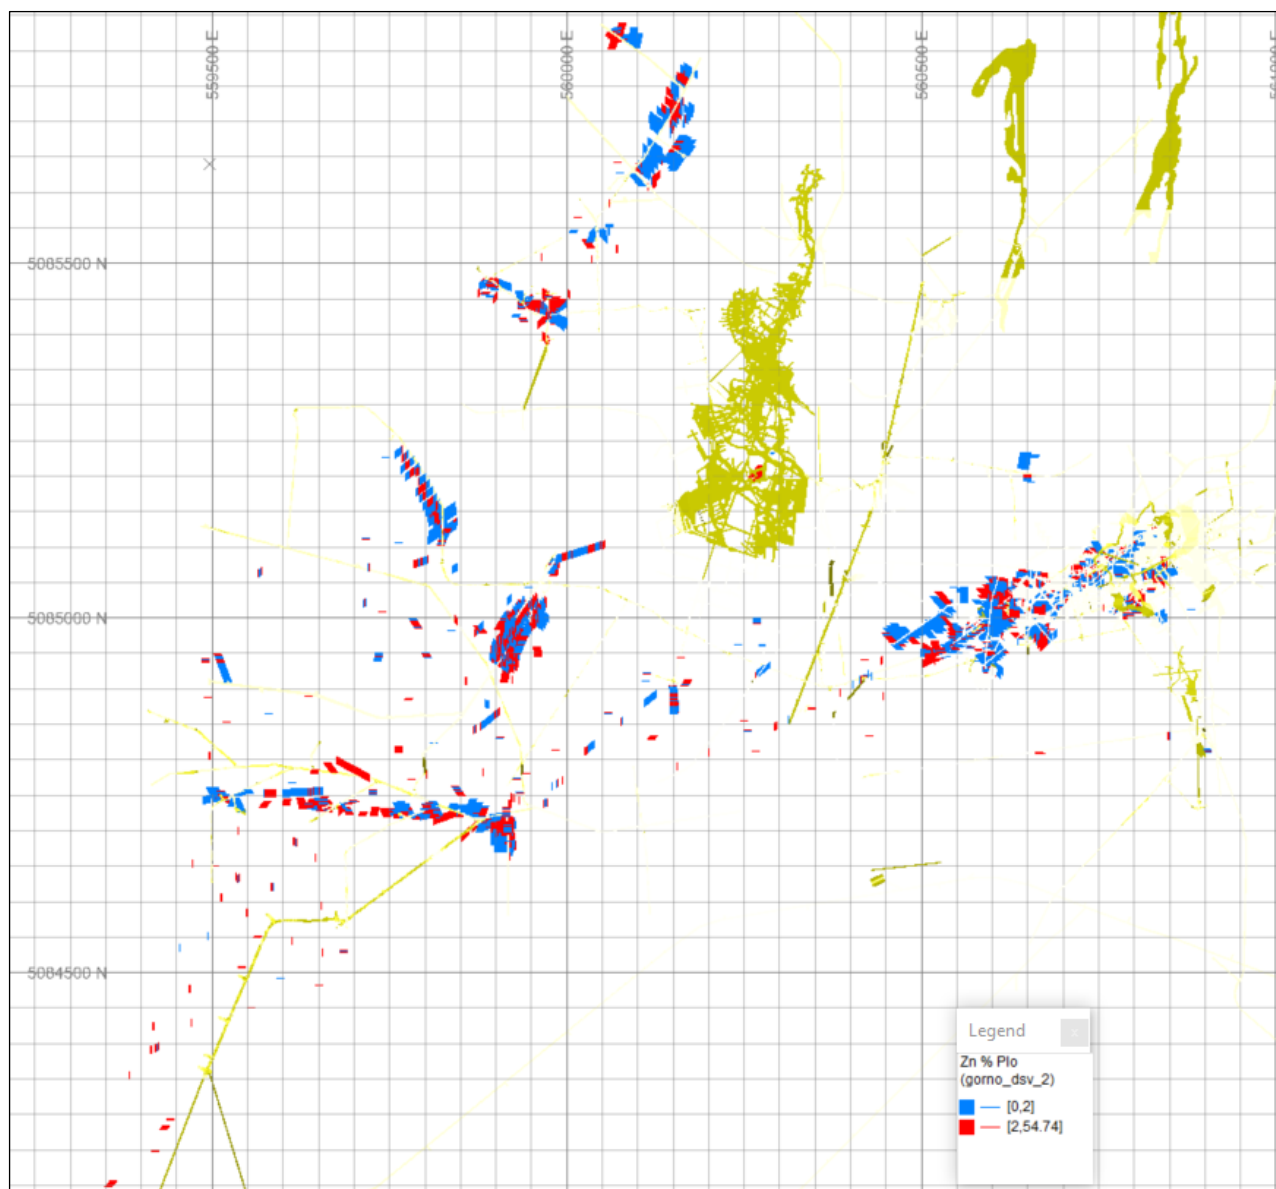 559500 E
560000 E
560500 E
5085500 N
5085000 N
5084500 N
Legend
x
Zn % Plo
(gorno_dsv_2)
[0,2]
[2,54.74]